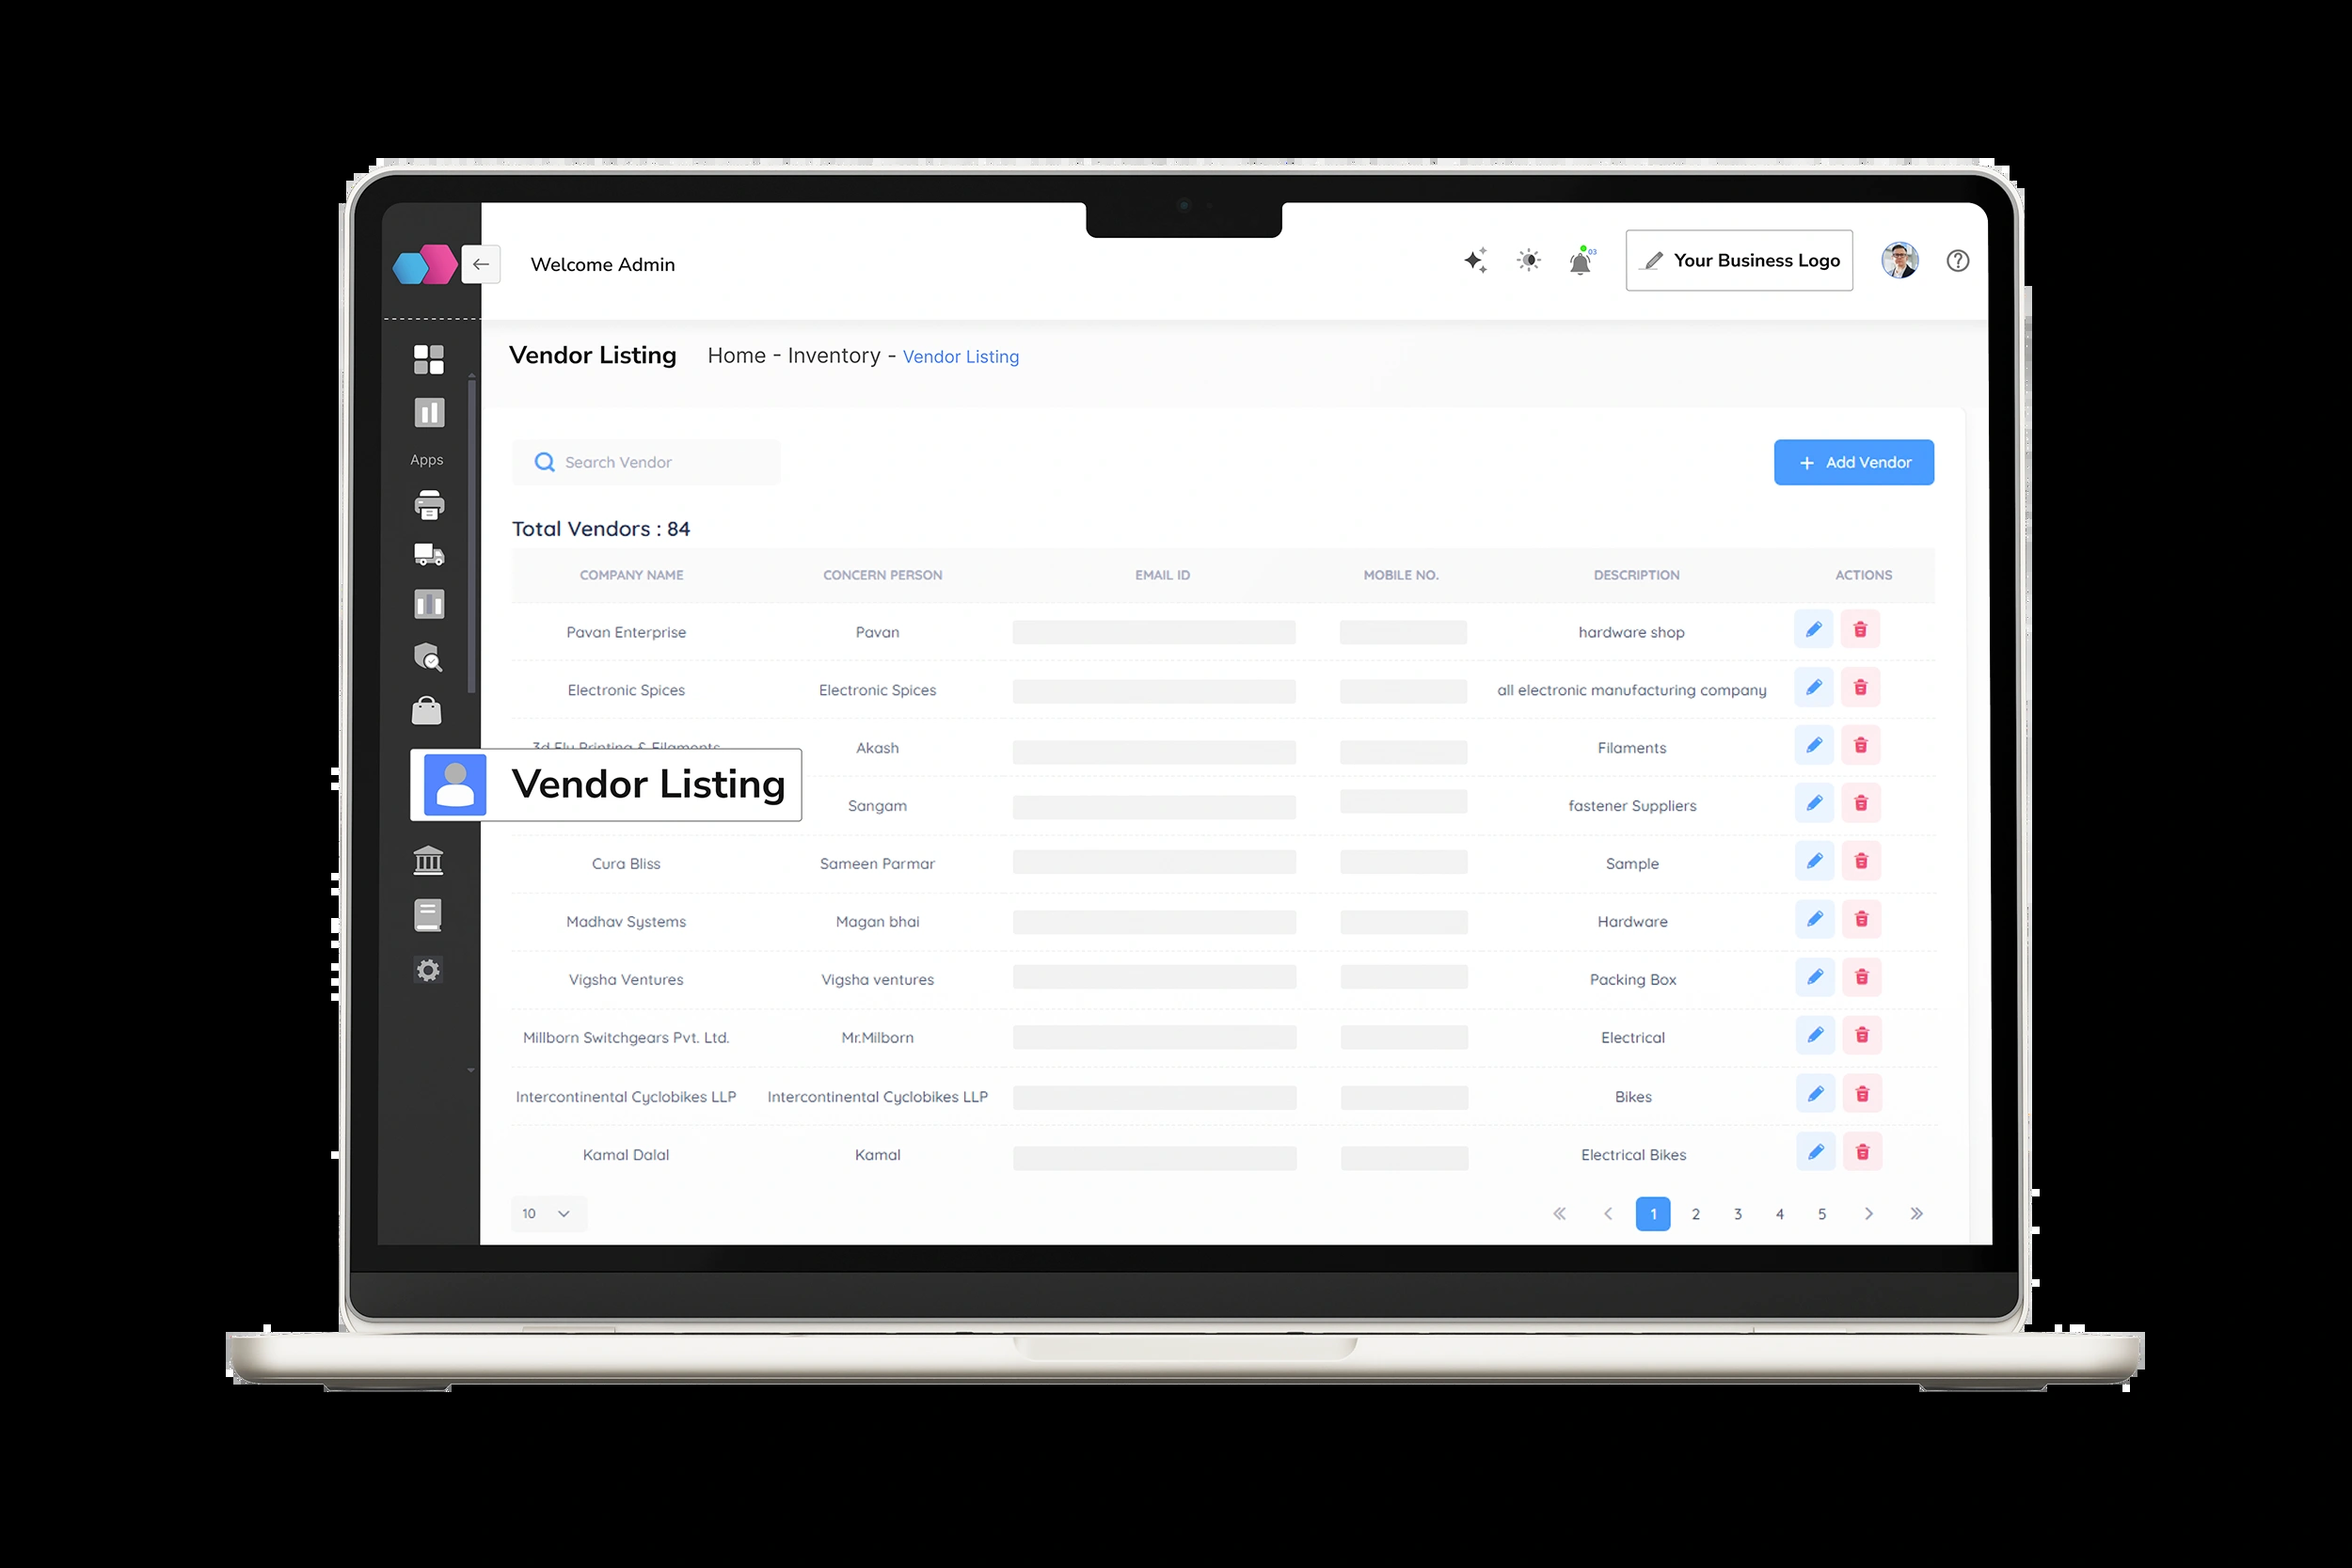 Welcome Admin
03
Your Business Logo
Vendor Listing Home - Inventory - Vendor Listing
Apps
Search Vendor
+ Add Vendor
Total Vendors : 84
COMPANY NAME CONCERN PERSON EMAIL ID MOBILE NO. DESCRIPTION ACTIONS
Pavan Enterprise Pavan hardware shop
Electronic Spices Electronic Spices all electronic manufacturing company
Printing & Filaments Akash Filaments
Vendor Listing
Sangam fastener Suppliers
Cura Bliss Sameen Parmar Sample
Madhav Systems Magan bhai Hardware
Vigsha Ventures Vigsha ventures Packing Box
Millborn Switchgears Pvt. Ltd. Mr.Milborn Electrical
Intercontinental Cyclobikes LLP Intercontinental Cyclobikes LLP Bikes
Kamal Dalal Kamal Electrical Bikes
10 « ‹ 1 2 3 4 5 › »